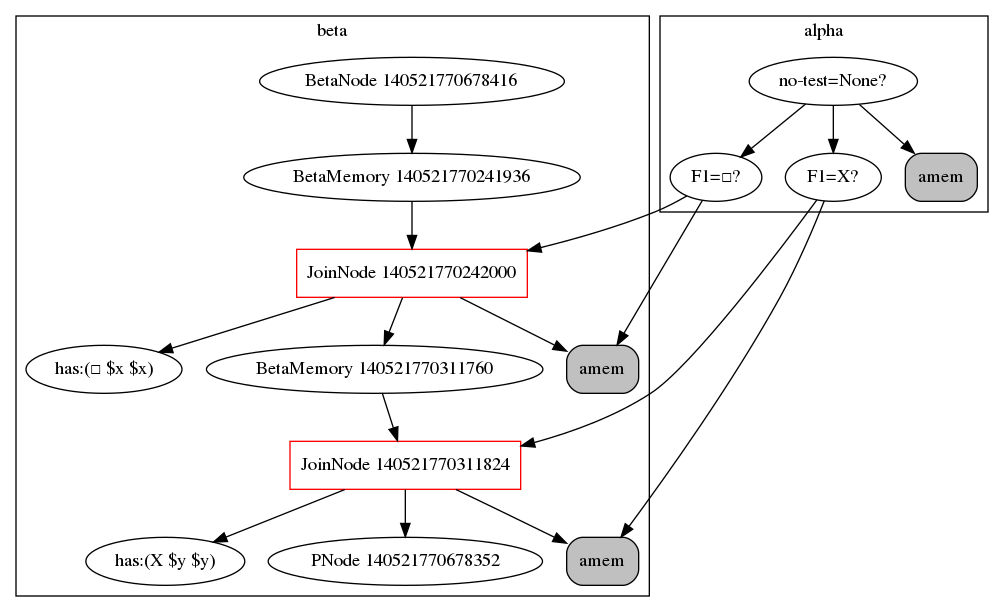 beta
alpha
BetaNode 140521770678416
no-test=None?
BetaMemory 140521770241936
F1=□?
F1=X?
amem
JoinNode 140521770242000
has:(□ $x $x)
BetaMemory 140521770311760
amem
JoinNode 140521770311824
has:(X $y $y)
PNode 140521770678352
amem